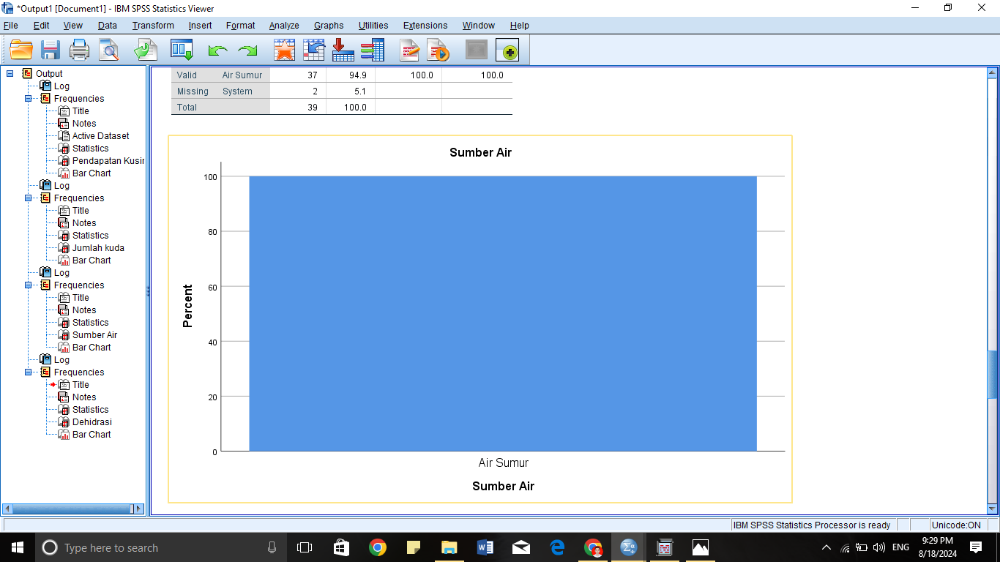 *Output1 [Document1] - IBM SPSS Statistics Viewer
File Edit View Data Transform Insert Format Analyze Graphs Utilities Extensions Window Help
Output
Log
Frequencies
Title
Notes
Active Dataset
Statistics
Pendapatan Kusir
Bar Chart
Log
Frequencies
Title
Notes
Statistics
Jumlah kuda
Bar Chart
Log
Frequencies
Title
Notes
Statistics
Sumber Air
Bar Chart
Log
Frequencies
Title
Notes
Statistics
Dehidrasi
Bar Chart
Valid Air Sumur 37 94.9 100.0 100.0
Missing System 2 5.1
Total 39 100.0
Sumber Air
Percent
100
80
60
40
20
0
Air Sumur
Sumber Air
IBM SPSS Statistics Processor is ready Unicode:ON
Type here to search
ENG
9:29 PM
8/18/2024